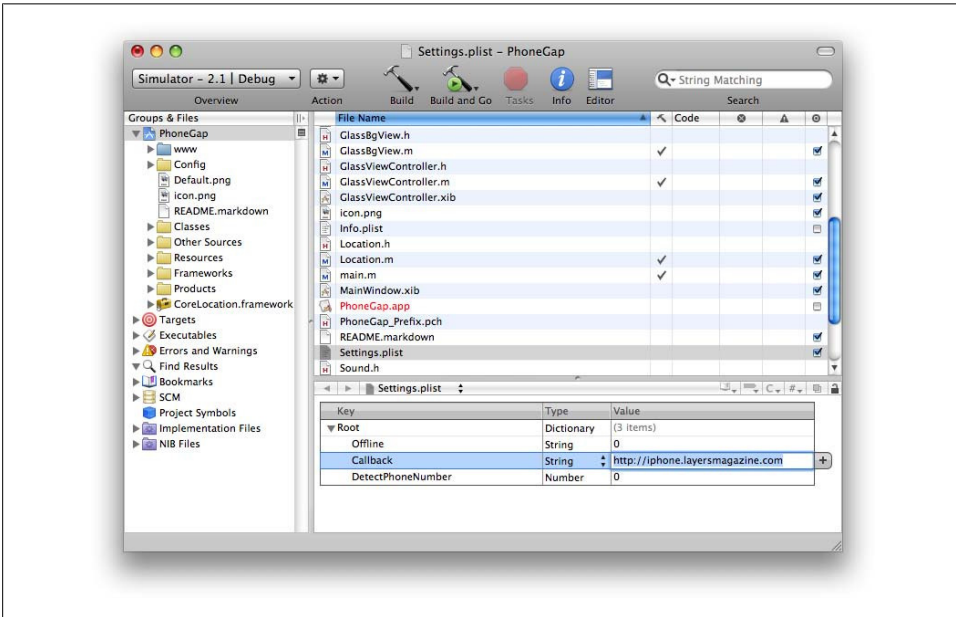 Settings.plist – PhoneGap
Simulator – 2.1 | Debug
String Matching
Overview Action Build Build and Go Tasks Info Editor Search
Groups & Files
PhoneGap
www
Config
Default.png
icon.png
README.markdown
Classes
Other Sources
Resources
Frameworks
Products
CoreLocation.framework
Targets
Executables
Errors and Warnings
Find Results
Bookmarks
SCM
Project Symbols
Implementation Files
NIB Files
File Name Code
GlassBgView.h
GlassBgView.m
GlassViewController.h
GlassViewController.m
GlassViewController.xib
icon.png
Info.plist
Location.h
Location.m
main.m
MainWindow.xib
PhoneGap.app
PhoneGap_Prefix.pch
README.markdown
Settings.plist
Sound.h
Settings.plist C #
Key Type Value
Root Dictionary (3 items)
Offline String 0
Callback String http://iphone.layersmagazine.com
DetectPhoneNumber Number 0